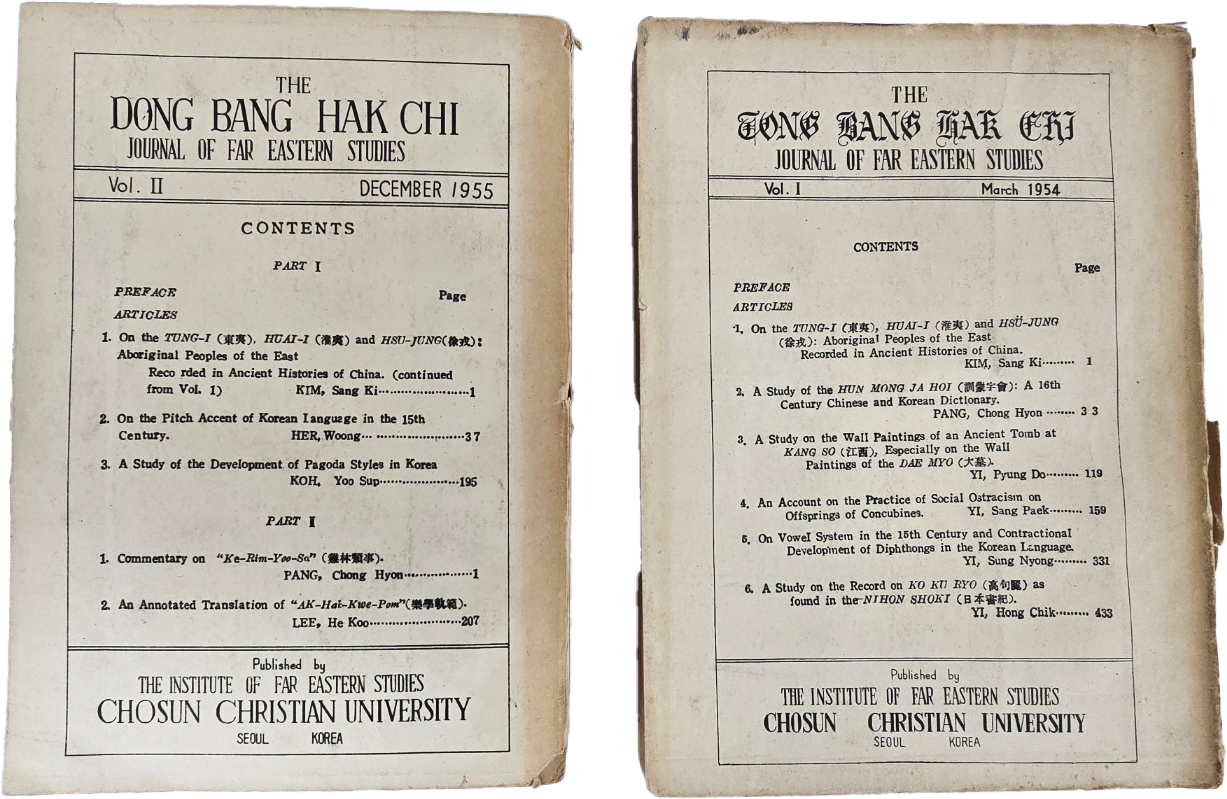 THE
DONG BANG HAK CHI
JOURNAL OF FAR EASTERN STUDIES
Vol. II DECEMBER 1955
CONTENTS
PART I
PREFACE Page
ARTICLES
1. On the TUNG-I (東夷), HUAI-I (淮夷) and HSU-JUNG(徐戎):
Aboriginal Peoples of the East
Reco rded in Ancient Histories of China. (continued
from Vol. 1) KIM, Sang Ki························1
2. On the Pitch Accent of Korean Language in the 15th
Century. HER, Woong··· ······················37
3. A Study of the Development of Pagoda Styles in Korea
KOH, Yoo Sup···················195
PART II
1. Commentary on "Ke-Rim-Yoo-Sa" (雞林類事).
PANG, Chong Hyon················1
2. An Annotated Translation of "AK-Hak-Kwe-Pom"(樂學軌範).
LEE, He Koo······················207
Published by
THE INSTITUTE OF FAR EASTERN STUDIES
CHOSUN CHRISTIAN UNIVERSITY
SEOUL KOREA
THE
TONG BANG HAK CHI
JOURNAL OF FAR EASTERN STUDIES
Vol. I March 1954
CONTENTS
Page
PREFACE
ARTICLES
1. On the TUNG-I (東夷), HUAI-I (淮夷) and HSÜ-JUNG
(徐戎): Aboriginal Peoples of the East
Recorded in Ancient Histories of China.
KIM, Sang Ki········· 1
2. A Study of the HUN MONG JA HOI (訓蒙字會): A 16th
Century Chinese and Korean Dictionary.
PANG, Chong Hyon ········ 3 3
3. A Study on the Wall Paintings of an Ancient Tomb at
KANG SO (江西), Especially on the Wall
Paintings of the DAE MYO (大墓).
YI, Pyung Do········· 119
4. An Account on the Practice of Social Ostracism on
Offsprings of Concubines. YI, Sang Paek········· 159
5. On Vowel System in the 15th Century and Contractional
Development of Diphthongs in the Korean Language.
YI, Sung Nyong········· 331
6. A Study on the Record on KO KU RYO (高句麗) as
found in the NIHON SHOKI (日本書紀).
YI, Hong Chik········· 433
Published by
THE INSTITUTE OF FAR EASTERN STUDIES
CHOSUN CHRISTIAN UNIVERSITY
SEOUL KOREA